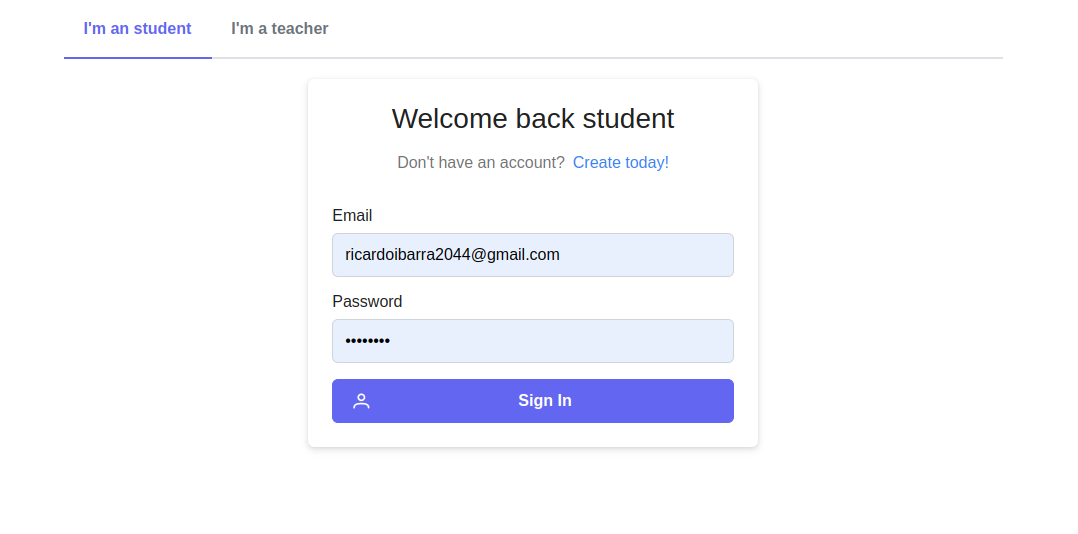 I'm an student I'm a teacher
Welcome back student
Don't have an account? Create today!
Email
ricardoibarra2044@gmail.com
Password
••••••••
Sign In